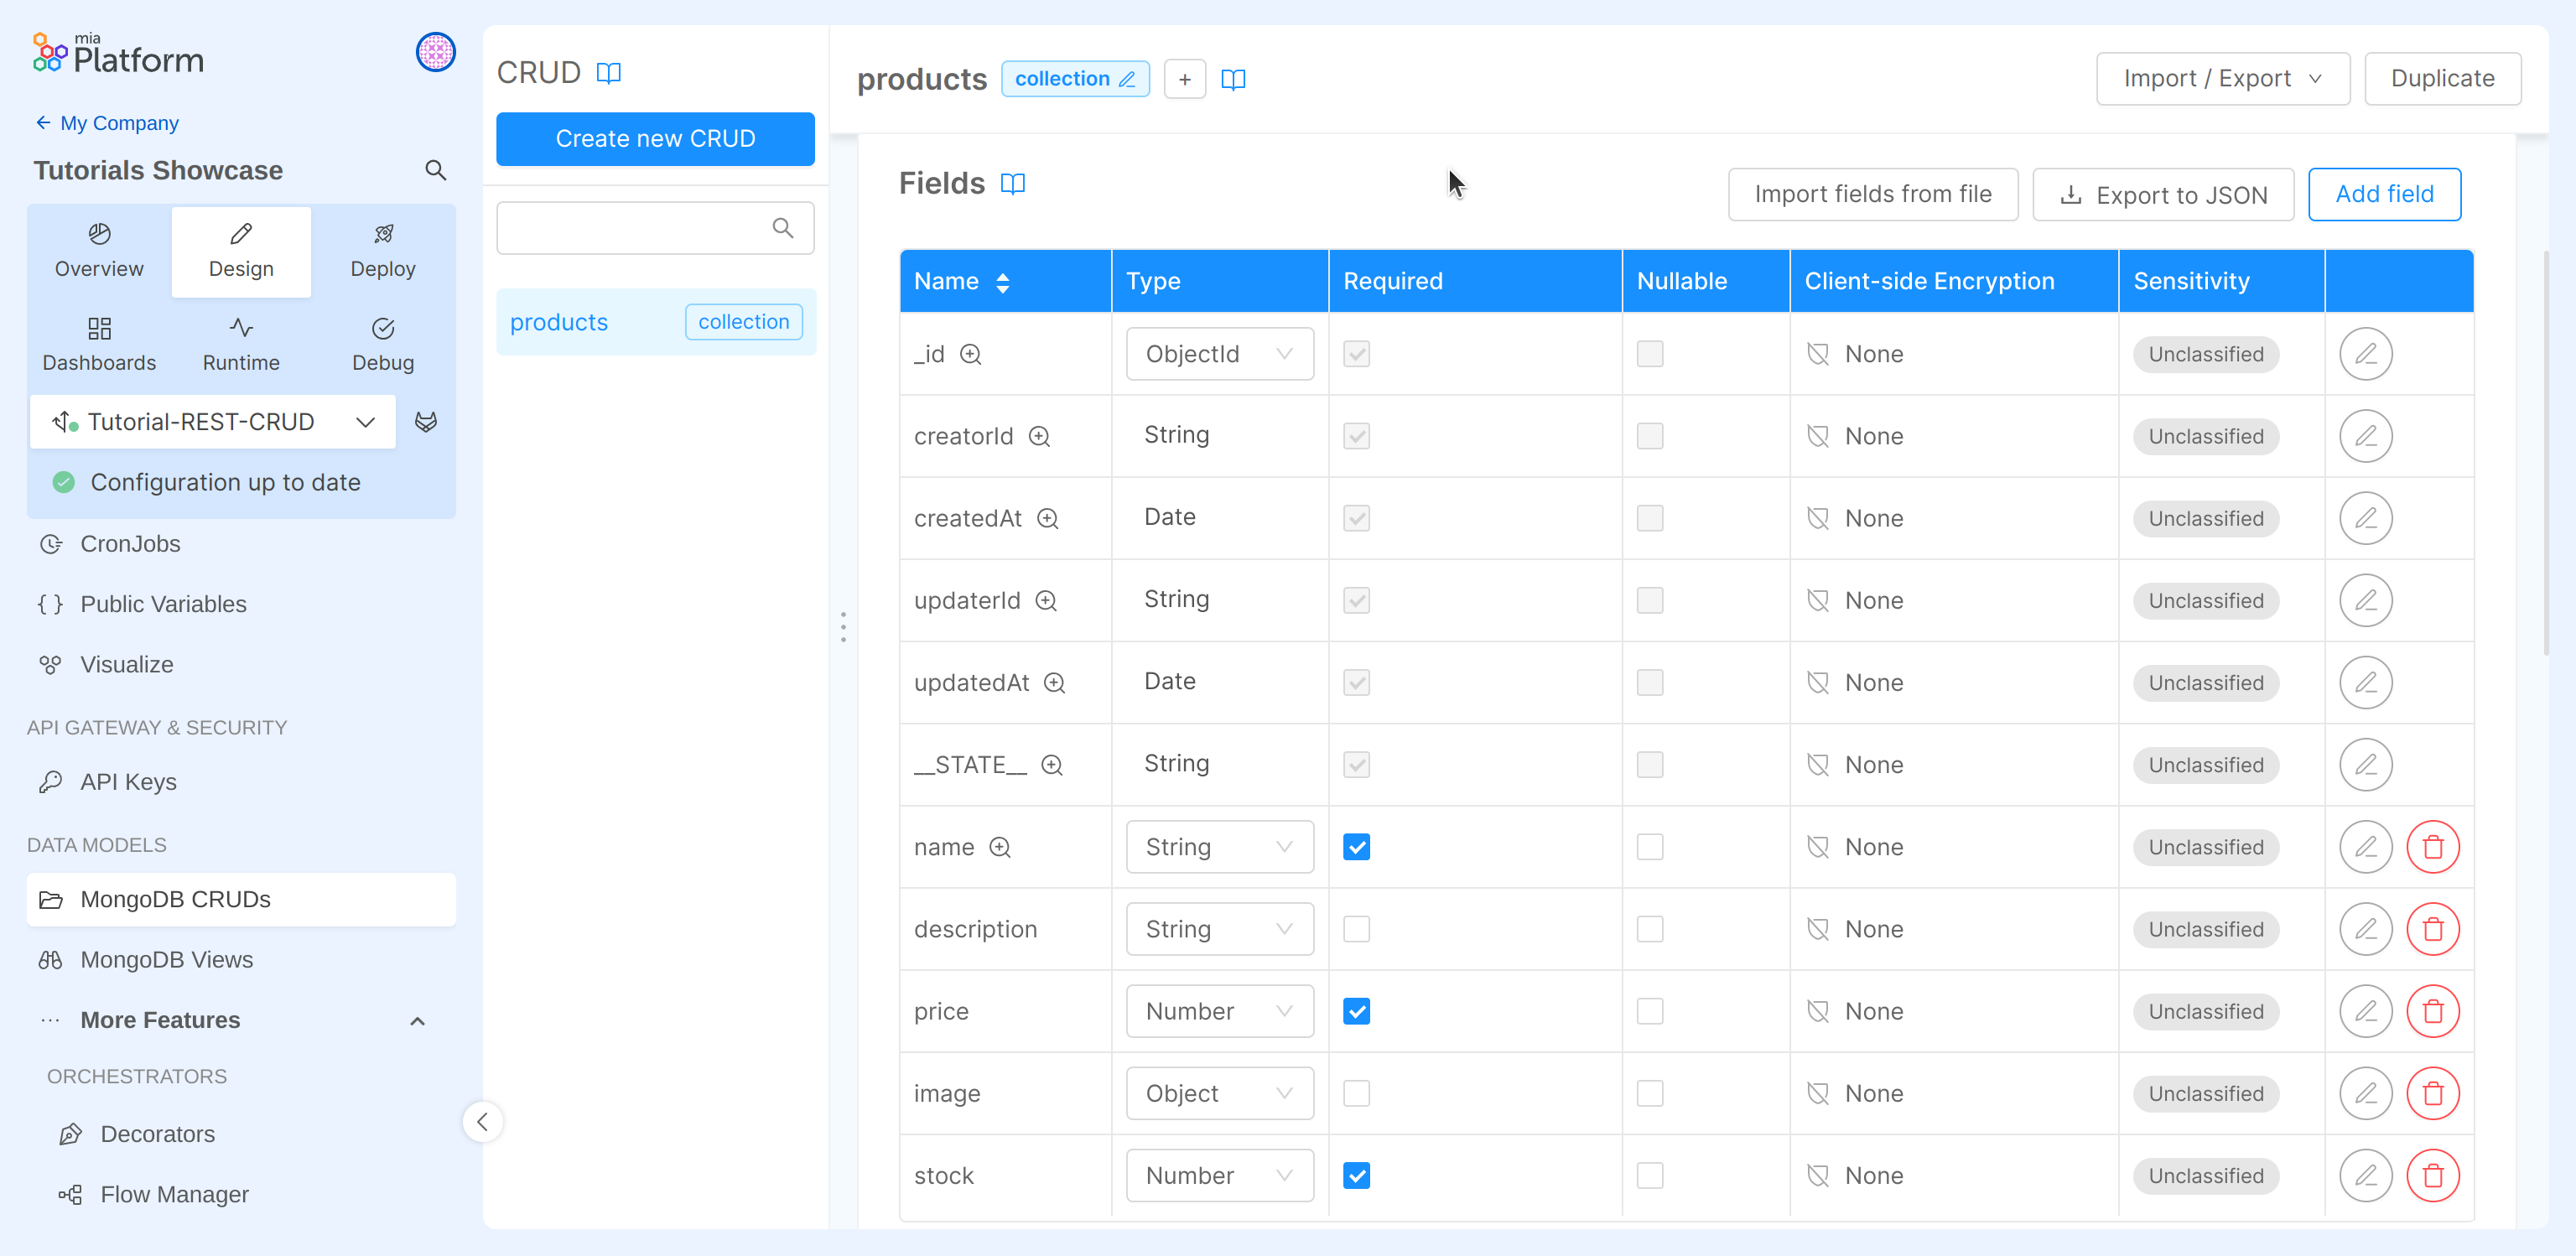 mia
Platform
My Company
Tutorials Showcase
Overview
Design
Deploy
Dashboards
Runtime
Debug
Tutorial-REST-CRUD
Configuration up to date
CronJobs
Public Variables
Visualize
API GATEWAY & SECURITY
API Keys
DATA MODELS
MongoDB CRUDs
MongoDB Views
More Features
ORCHESTRATORS
Decorators
Flow Manager
CRUD
Create new CRUD
products collection
products collection +
Import / Export
Duplicate
Fields
Import fields from file
Export to JSON
Add field
Name Type Required Nullable Client-side Encryption Sensitivity
_id ObjectId None Unclassified
creatorId String None Unclassified
createdAt Date None Unclassified
updaterId String None Unclassified
updatedAt Date None Unclassified
__STATE__ String None Unclassified
name String None Unclassified
description String None Unclassified
price Number None Unclassified
image Object None Unclassified
stock Number None Unclassified